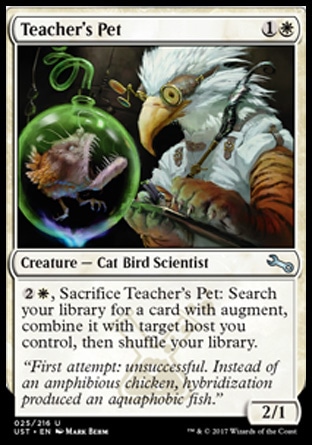 Teacher's Pet 1
Creature — Cat Bird Scientist
2, Sacrifice Teacher's Pet: Search
your library for a card with augment,
combine it with target host you
control, then shuffle your library.
"First attempt: unsuccessful. Instead of
an amphibious chicken, hybridization
produced an aquaphobic fish."
2/1
025/216 U
UST • EN Mark Behm
™ & © 2017 Wizards of the Coast